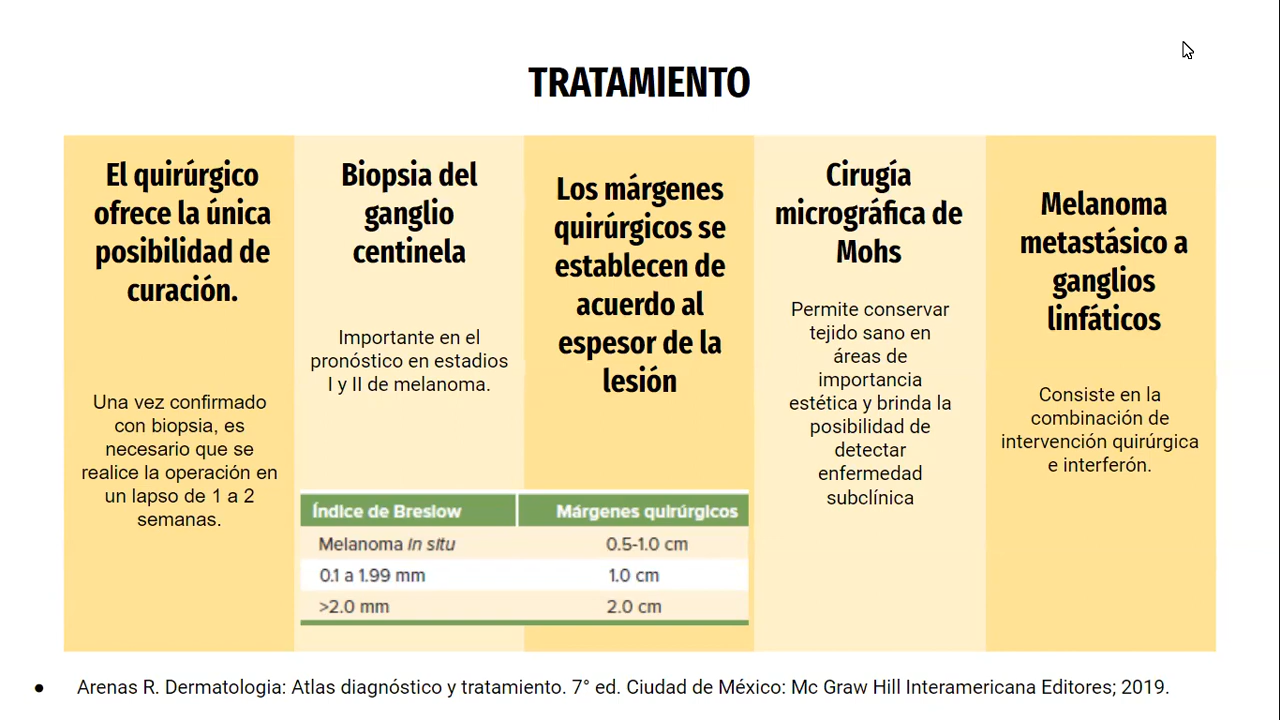 TRATAMIENTO
El quirúrgico
ofrece la única
posibilidad de
curación.
Una vez confirmado
con biopsia, es
necesario que se
realice la operación en
un lapso de 1 a 2
semanas.
Biopsia del
ganglio
centinela
Importante en el
pronóstico en estadios
I y II de melanoma.
Los márgenes
quirúrgicos se
establecen de
acuerdo al
espesor de la
lesión
Índice de Breslow Márgenes quirúrgicos
Melanoma in situ 0.5-1.0 cm
0.1 a 1.99 mm 1.0 cm
>2.0 mm 2.0 cm
Cirugía
micrográfica de
Mohs
Permite conservar
tejido sano en
áreas de
importancia
estética y brinda la
posibilidad de
detectar
enfermedad
subclínica
Melanoma
metastásico a
ganglios
linfáticos
Consiste en la
combinación de
intervención quirúrgica
e interferón.
● Arenas R. Dermatologia: Atlas diagnóstico y tratamiento. 7° ed. Ciudad de México: Mc Graw Hill Interamericana Editores; 2019.